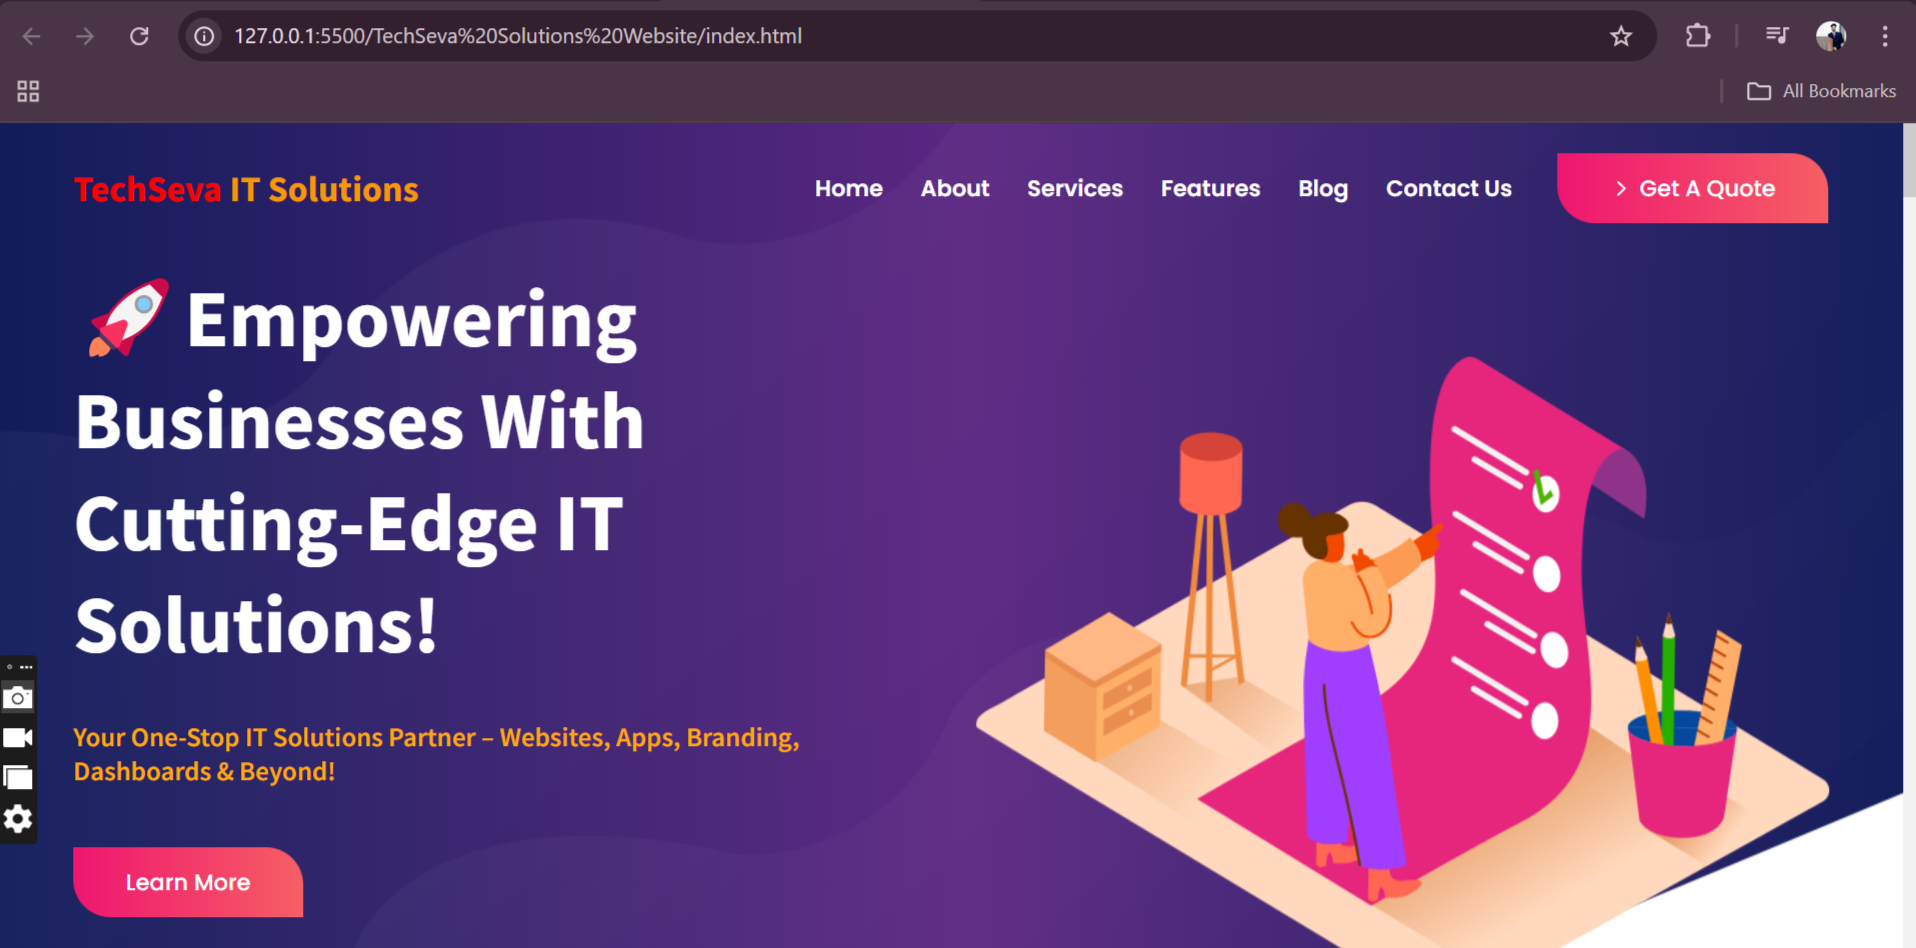 127.0.0.1:5500/TechSeva%20Solutions%20Website/index.html
All Bookmarks
TechSeva IT Solutions
Home
About
Services
Features
Blog
Contact Us
Get A Quote
🚀 Empowering
Businesses With
Cutting-Edge IT
Solutions!
Your One-Stop IT Solutions Partner – Websites, Apps, Branding,
Dashboards & Beyond!
Learn More